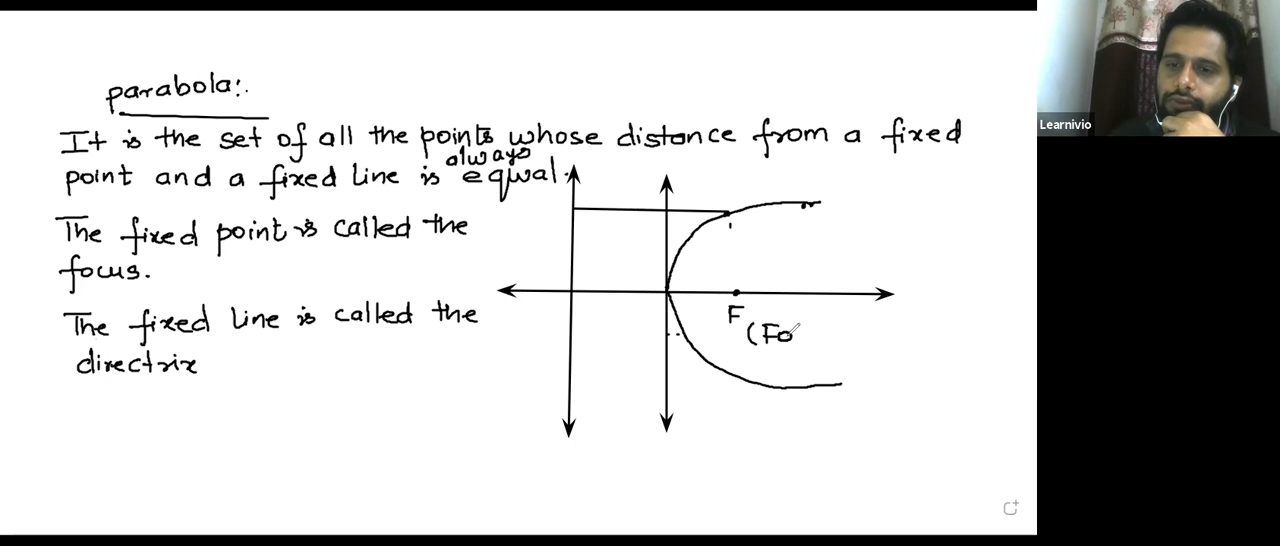 parabola:.
It is the set of all the points whose distance from a fixed
point and a fixed line is always equal.
The fixed point is called the
focus.
The fixed line is called the
directrix
F
(Fo
Learnivio